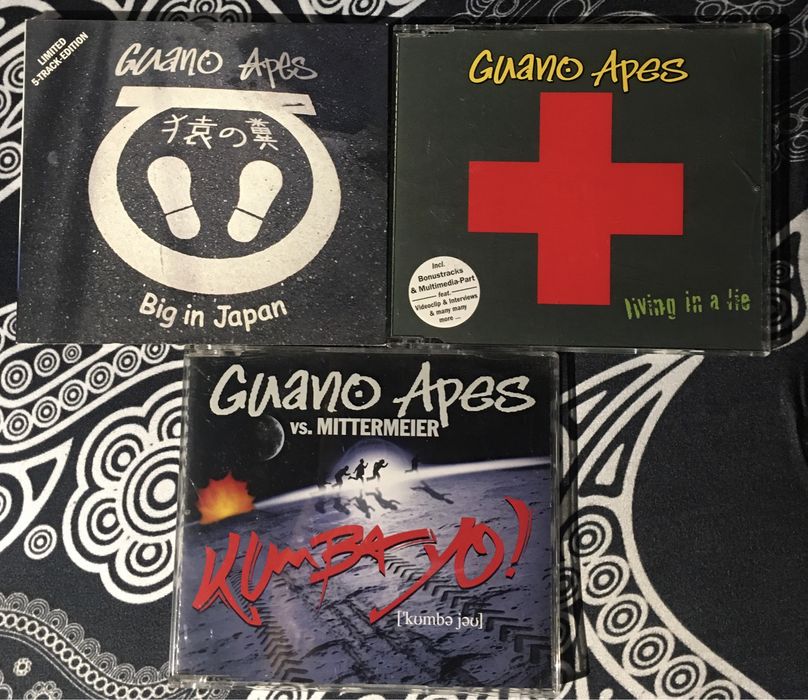 LIMITED
5-TRACK-EDITION
Guano Apes
猿の糞
Big in Japan
Guano Apes
Incl.
Bonustracks
& Multimedia-Part
feat.
Videoclip & Interviews
& many many
more ...
living in a lie
Guano Apes
vs. MITTERMEIER
KUMBA YO!
['kʊmbə jəʊ]